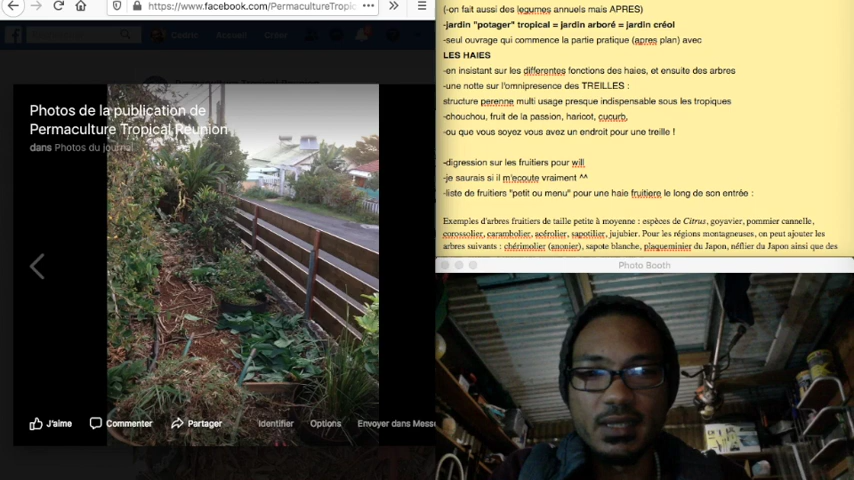 https://www.facebook.com/PermacultureTropic
Cédric
Accueil
Créer
Photos de la publication de
Permaculture Tropical Réunion
dans Photos du journal
J'aime
Commenter
Partager
Identifier
Options
Envoyer dans Messe
(-on fait aussi des legumes annuels mais APRES)
-jardin "potager" tropical = jardin arboré = jardin créol
-seul ouvrage qui commence la partie pratique (apres plan) avec
LES HAIES
-en insistant sur les differentes fonctions des haies, et ensuite des arbres
-une notte sur l'omnipresence des TREILLES :
structure perenne multi usage presque indispensable sous les tropiques
-chouchou, fruit de la passion, haricot, cucurb,
-ou que vous soyez vous avez un endroit pour une treille !
-digression sur les fruitiers pour will
-je saurais si il m'ecoute vraiment ^^
-liste de fruitiers "petit ou menu" pour une haie fruitiere le long de son entrée :
Exemples d'arbres fruitiers de taille petite à moyenne : espèces de Citrus, goyavier, pommier cannelle,
corossolier, carambolier, acérolier, sapotilier, jujubier. Pour les régions montagneuses, on peut ajouter les
arbres suivants : chérimolier (anonier), sapote blanche, plaqueminier du Japon, néflier du Japon ainsi que des
Photo Booth